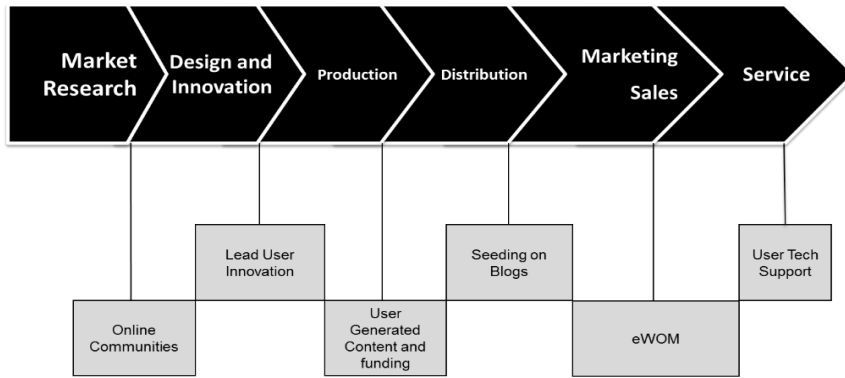 Market
Research
Design and
Innovation
Production
Distribution
Marketing
Sales
Service
Lead User
Innovation
Seeding on
Blogs
User Tech
Support
Online
Communities
User
Generated
Content and
funding
eWOM